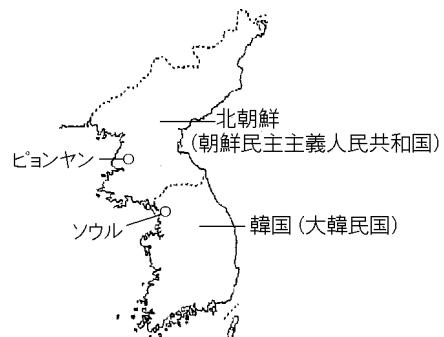 北朝鮮
(朝鮮民主主義人民共和国)
ピョンヤン
ソウル
韓国 (大韓民国)